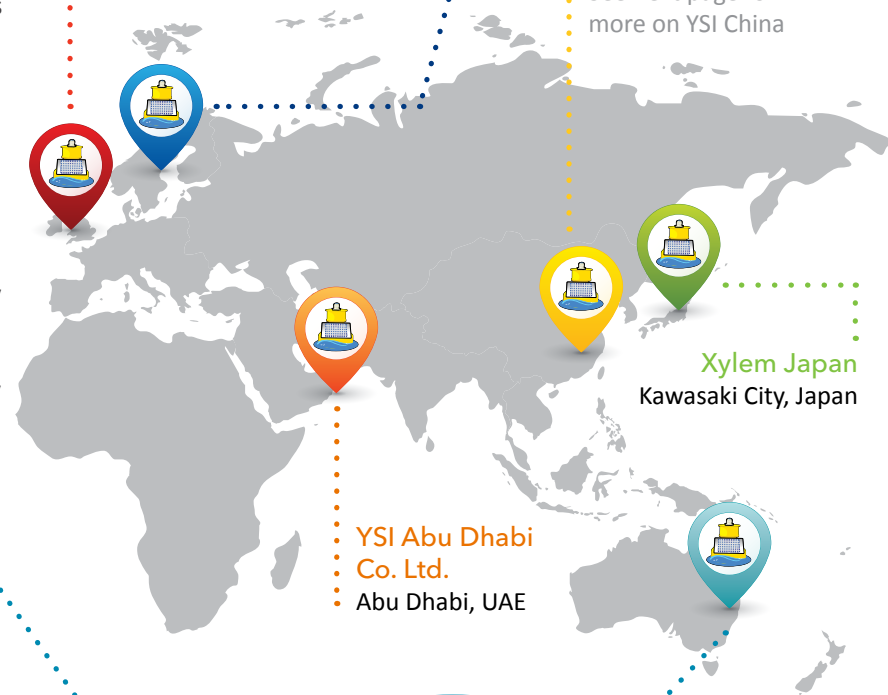 more on YSI China
Xylem Japan
Kawasaki City, Japan
YSI Abu Dhabi
Co. Ltd.
Abu Dhabi, UAE